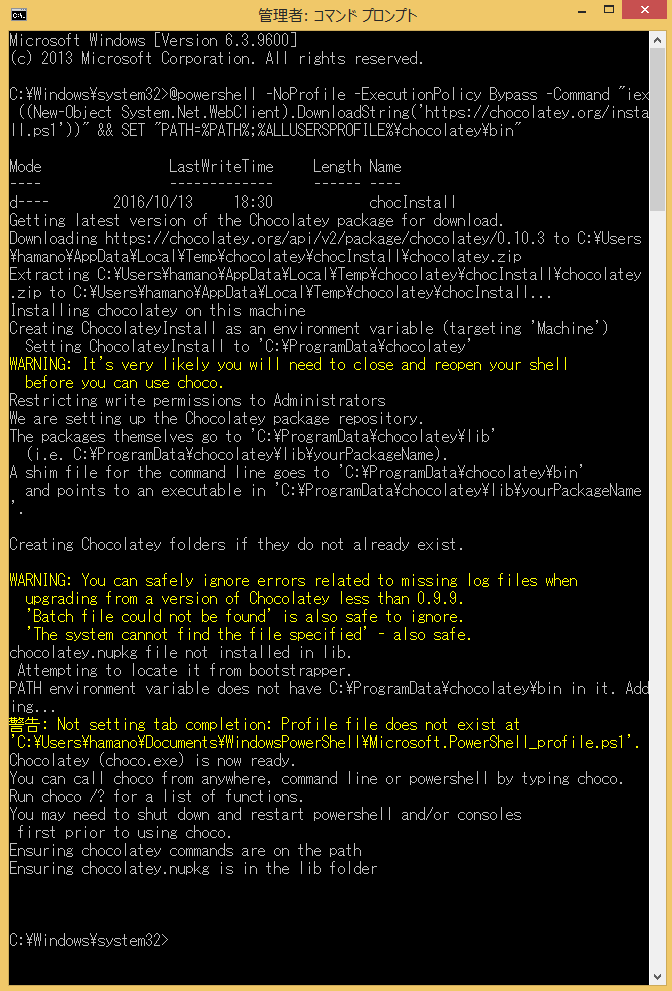 管理者: コマンド プロンプト
Microsoft Windows [Version 6.3.9600]
(c) 2013 Microsoft Corporation. All rights reserved.
C:¥Windows¥system32>@powershell -NoProfile -ExecutionPolicy Bypass -Command "iex
 ((New-Object System.Net.WebClient).DownloadString('https://chocolatey.org/insta
ll.ps1'))" && SET "PATH=%PATH%;%ALLUSERSPROFILE%¥chocolatey¥bin"
Mode                LastWriteTime     Length Name
----                -------------     ------ ----
d----        2016/10/13     18:30            chocInstall
Getting latest version of the Chocolatey package for download.
Downloading https://chocolatey.org/api/v2/package/chocolatey/0.10.3 to C:¥Users
¥hamano¥AppData¥Local¥Temp¥chocolatey¥chocInstall¥chocolatey.zip
Extracting C:¥Users¥hamano¥AppData¥Local¥Temp¥chocolatey¥chocInstall¥chocolatey
.zip to C:¥Users¥hamano¥AppData¥Local¥Temp¥chocolatey¥chocInstall...
Installing chocolatey on this machine
Creating ChocolateyInstall as an environment variable (targeting 'Machine')
  Setting ChocolateyInstall to 'C:¥ProgramData¥chocolatey'
WARNING: It's very likely you will need to close and reopen your shell
  before you can use choco.
Restricting write permissions to Administrators
We are setting up the Chocolatey package repository.
The packages themselves go to 'C:¥ProgramData¥chocolatey¥lib'
  (i.e. C:¥ProgramData¥chocolatey¥lib¥yourPackageName).
A shim file for the command line goes to 'C:¥ProgramData¥chocolatey¥bin'
  and points to an executable in 'C:¥ProgramData¥chocolatey¥lib¥yourPackageName
'.
Creating Chocolatey folders if they do not already exist.
WARNING: You can safely ignore errors related to missing log files when
  upgrading from a version of Chocolatey less than 0.9.9.
  'Batch file could not be found' is also safe to ignore.
  'The system cannot find the file specified' - also safe.
chocolatey.nupkg file not installed in lib.
 Attempting to locate it from bootstrapper.
PATH environment variable does not have C:¥ProgramData¥chocolatey¥bin in it. Add
ing...
警告: Not setting tab completion: Profile file does not exist at
'C:¥Users¥hamano¥Documents¥WindowsPowerShell¥Microsoft.PowerShell_profile.ps1'.
Chocolatey (choco.exe) is now ready.
You can call choco from anywhere, command line or powershell by typing choco.
Run choco /? for a list of functions.
You may need to shut down and restart powershell and/or consoles
 first prior to using choco.
Ensuring chocolatey commands are on the path
Ensuring chocolatey.nupkg is in the lib folder
C:¥Windows¥system32>